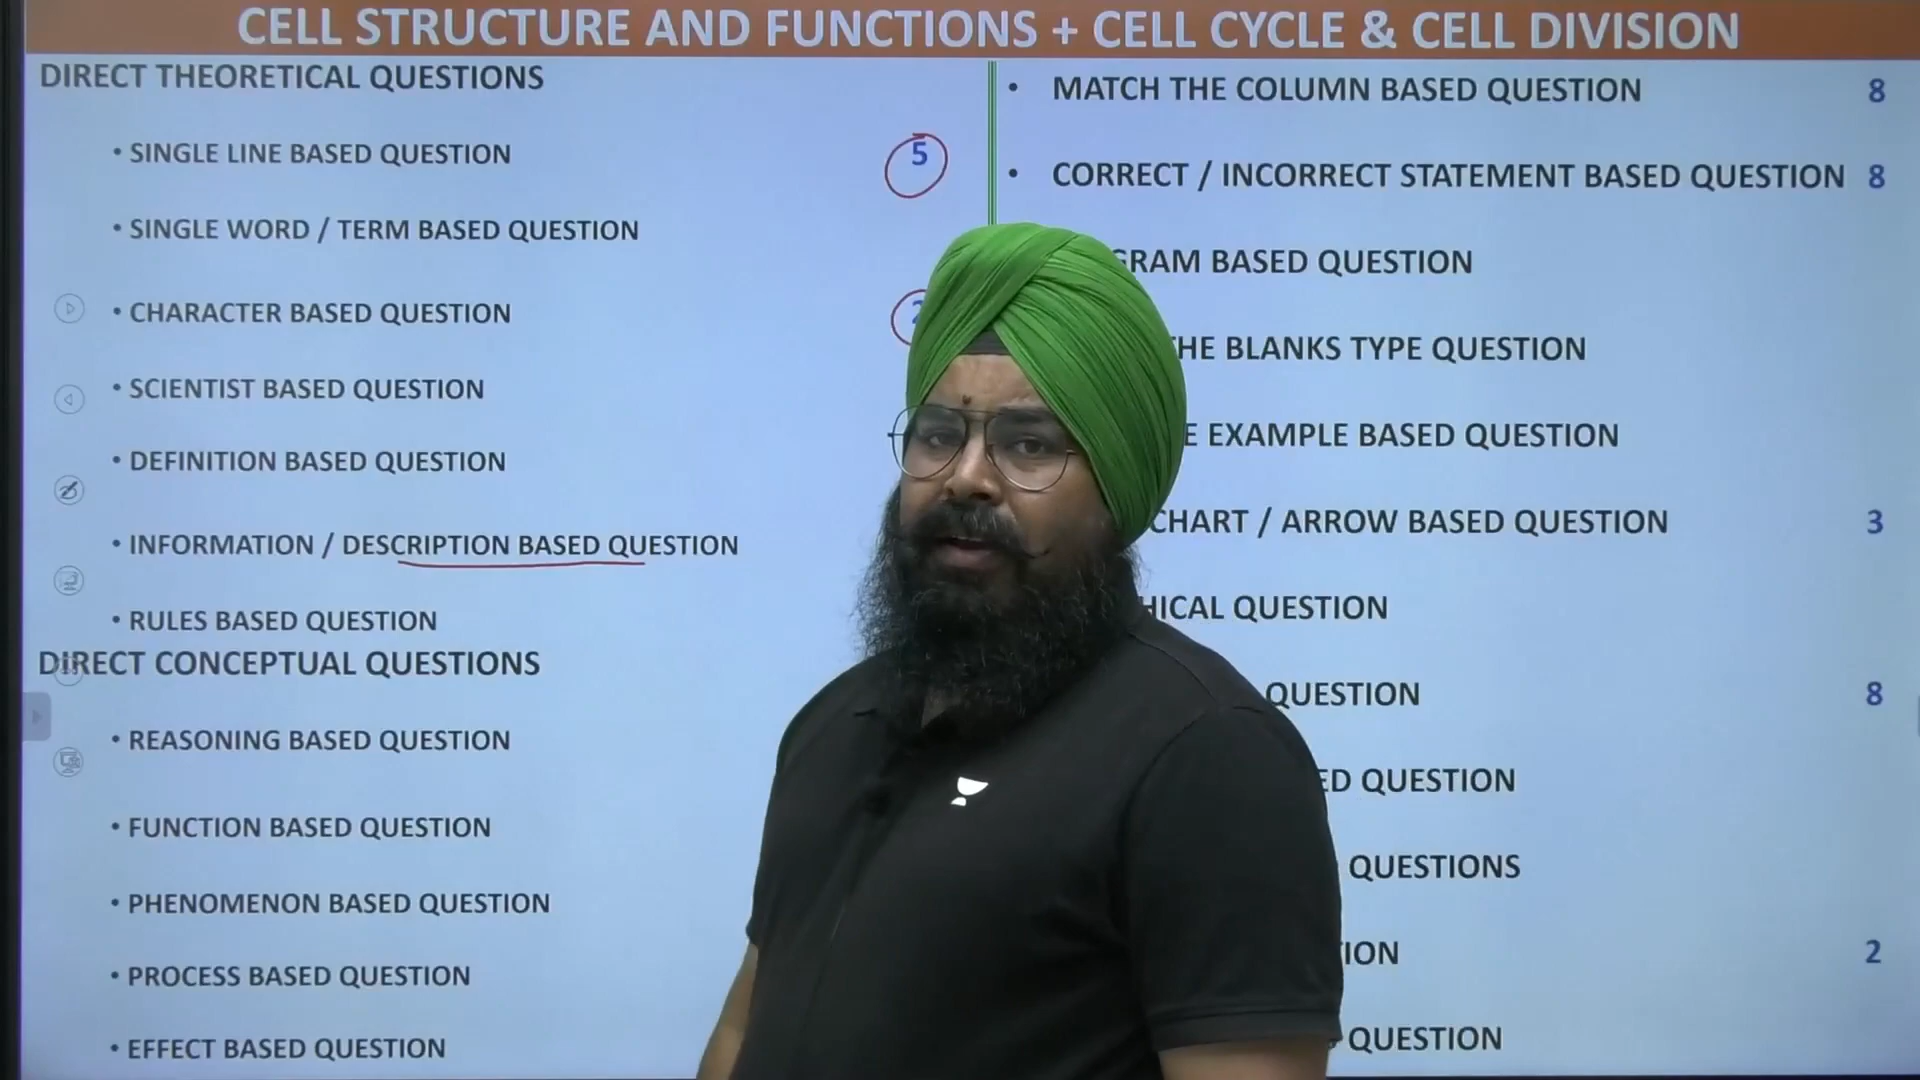 CELL STRUCTURE AND FUNCTIONS + CELL CYCLE & CELL DIVISION
DIRECT THEORETICAL QUESTIONS
• SINGLE LINE BASED QUESTION 5
• SINGLE WORD / TERM BASED QUESTION
• CHARACTER BASED QUESTION 2
• SCIENTIST BASED QUESTION
• DEFINITION BASED QUESTION
• INFORMATION / DESCRIPTION BASED QUESTION
• RULES BASED QUESTION
DIRECT CONCEPTUAL QUESTIONS
• REASONING BASED QUESTION
• FUNCTION BASED QUESTION
• PHENOMENON BASED QUESTION
• PROCESS BASED QUESTION
• EFFECT BASED QUESTION
• MATCH THE COLUMN BASED QUESTION 8
• CORRECT / INCORRECT STATEMENT BASED QUESTION 8
GRAM BASED QUESTION
HE BLANKS TYPE QUESTION
E EXAMPLE BASED QUESTION
CHART / ARROW BASED QUESTION 3
HICAL QUESTION
QUESTION 8
ED QUESTION
QUESTIONS
ION 2
QUESTION